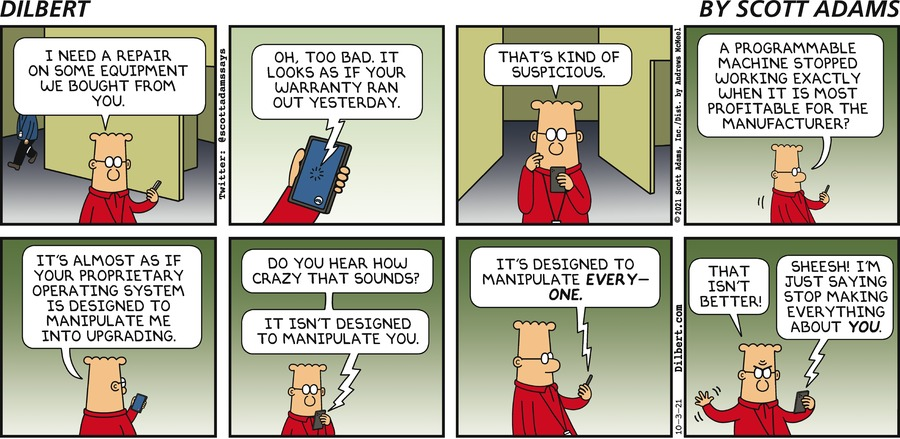 DILBERT
BY SCOTT ADAMS
I NEED A REPAIR
ON SOME EQUIPMENT
WE BOUGHT FROM
YOU.
Twitter: @scottadamssays
OH, TOO BAD. IT
LOOKS AS IF YOUR
WARRANTY RAN
OUT YESTERDAY.
THAT'S KIND OF
SUSPICIOUS.
© 2021 Scott Adams, Inc./Dist. by Andrews McMeel
A PROGRAMMABLE
MACHINE STOPPED
WORKING EXACTLY
WHEN IT IS MOST
PROFITABLE FOR THE
MANUFACTURER?
IT'S ALMOST AS IF
YOUR PROPRIETARY
OPERATING SYSTEM
IS DESIGNED TO
MANIPULATE ME
INTO UPGRADING.
DO YOU HEAR HOW
CRAZY THAT SOUNDS?
IT ISN'T DESIGNED
TO MANIPULATE YOU.
IT'S DESIGNED TO
MANIPULATE EVERY—
ONE.
10-3-21 Dilbert.com
THAT
ISN'T
BETTER!
SHEESH! I'M
JUST SAYING
STOP MAKING
EVERYTHING
ABOUT YOU.